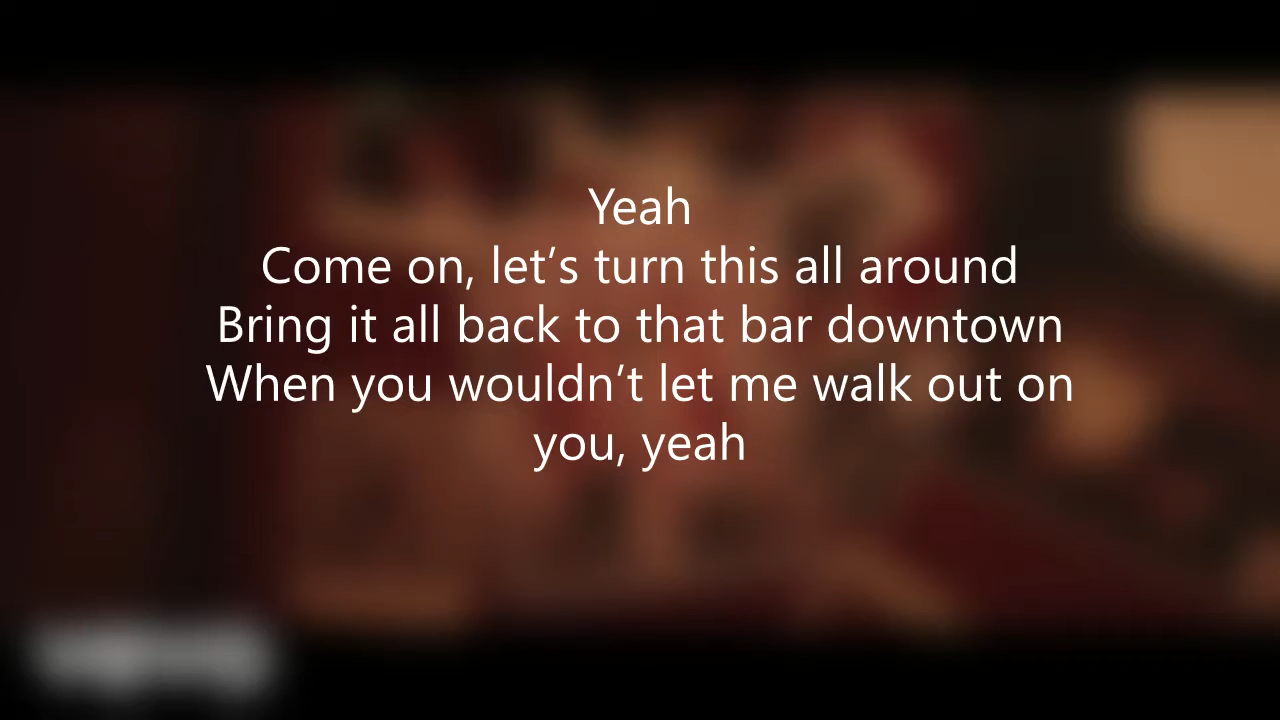 Yeah
Come on, let’s turn this all around
Bring it all back to that bar downtown
When you wouldn’t let me walk out on
you, yeah